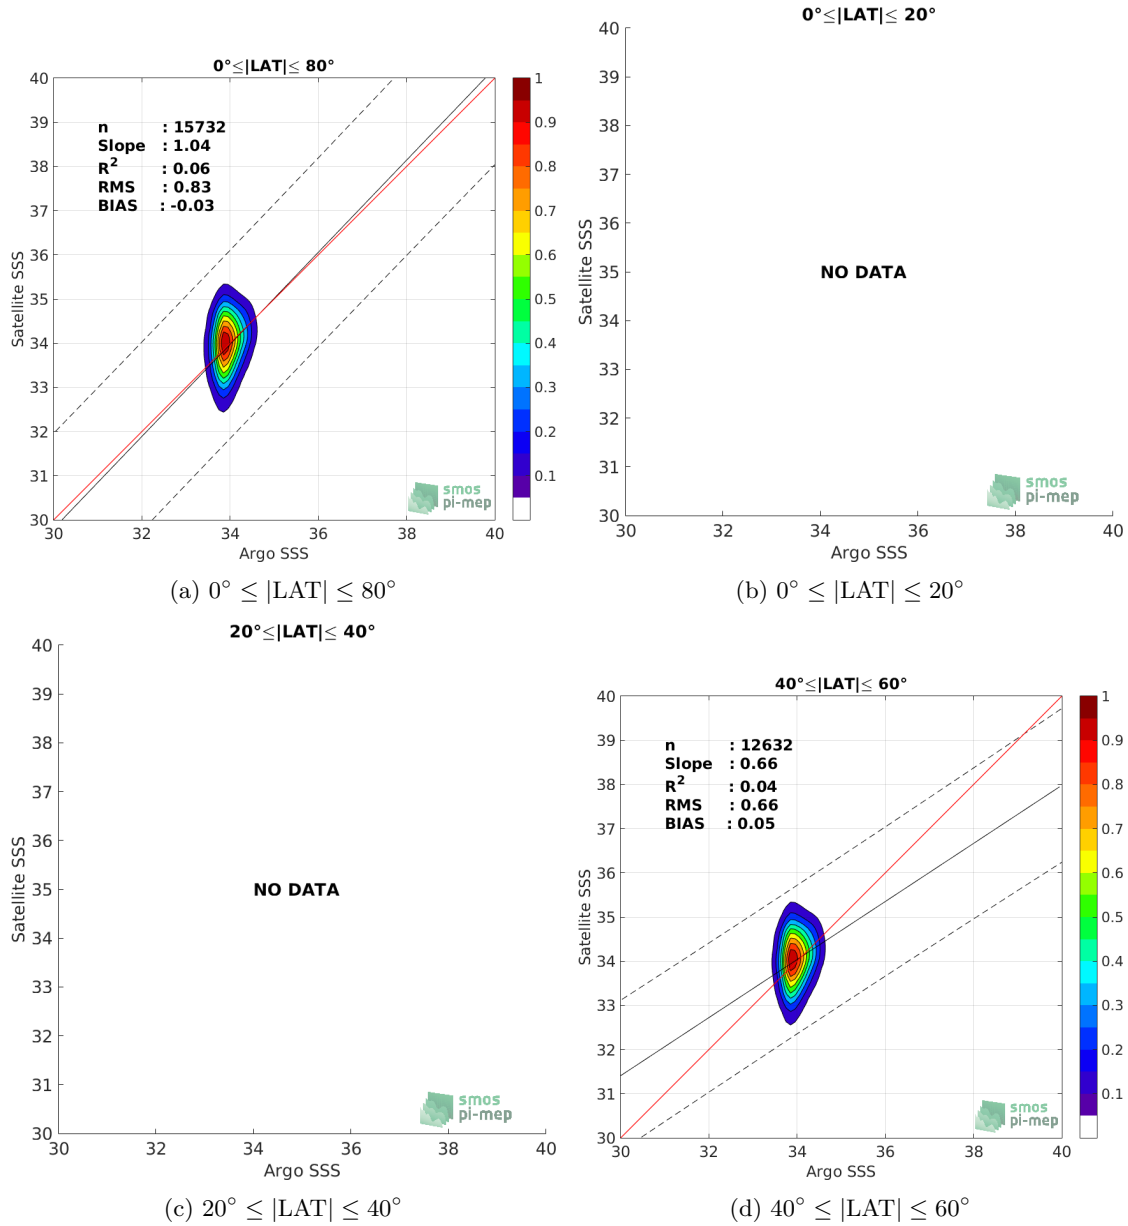 0°≤|LAT|≤ 80°
40
39
38
37
36
35
34
33
32
31
30
30
32
34
36
38
40
Satellite SSS
Argo SSS
n : 15732
Slope : 1.04
R² : 0.06
RMS : 0.83
BIAS : -0.03
1
0.9
0.8
0.7
0.6
0.5
0.4
0.3
0.2
0.1
smos
pi-mep
(a) 0° ≤ |LAT| ≤ 80°
0°≤|LAT|≤ 20°
40
39
38
37
36
35
34
33
32
31
30
30
32
34
36
38
40
Satellite SSS
Argo SSS
NO DATA
smos
pi-mep
(b) 0° ≤ |LAT| ≤ 20°
20°≤|LAT|≤ 40°
40
39
38
37
36
35
34
33
32
31
30
30
32
34
36
38
40
Satellite SSS
Argo SSS
NO DATA
smos
pi-mep
(c) 20° ≤ |LAT| ≤ 40°
40°≤|LAT|≤ 60°
40
39
38
37
36
35
34
33
32
31
30
30
32
34
36
38
40
Satellite SSS
Argo SSS
n : 12632
Slope : 0.66
R² : 0.04
RMS : 0.66
BIAS : 0.05
1
0.9
0.8
0.7
0.6
0.5
0.4
0.3
0.2
0.1
smos
pi-mep
(d) 40° ≤ |LAT| ≤ 60°